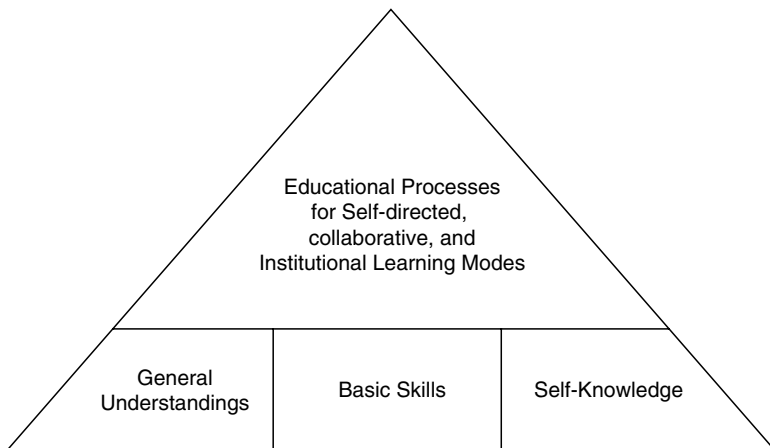 Educational Processes
for Self-directed,
collaborative, and
Institutional Learning Modes
General
Understandings
Basic Skills
Self-Knowledge